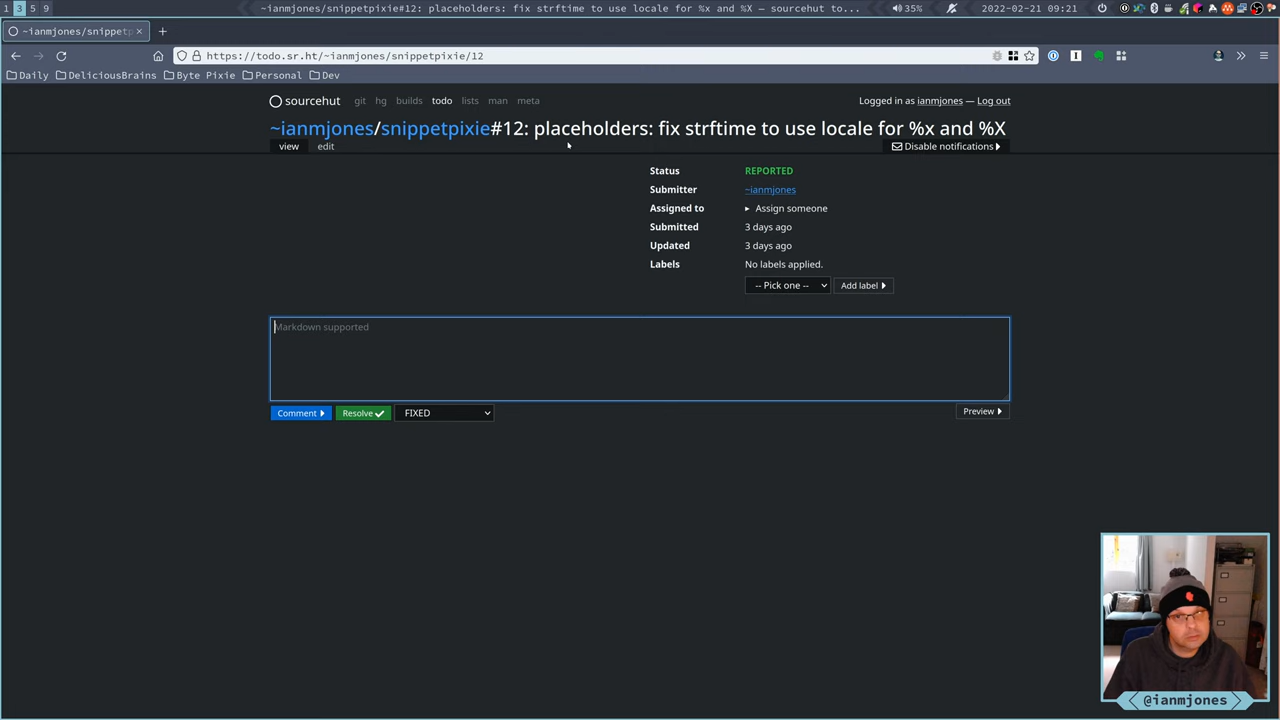 1 3 5 9
~ianmjones/snippetpixie#12: placeholders: fix strftime to use locale for %x and %X — sourcehut to...
35%
2022-02-21 09:21
~ianmjones/snippetp
https://todo.sr.ht/~ianmjones/snippetpixie/12
Daily DeliciousBrains Byte Pixie Personal Dev
sourcehut git hg builds todo lists man meta
Logged in as ianmjones — Log out
~ianmjones/snippetpixie#12: placeholders: fix strftime to use locale for %x and %X
view edit
Disable notifications
Status REPORTED
Submitter ~ianmjones
Assigned to Assign someone
Submitted 3 days ago
Updated 3 days ago
Labels No labels applied.
-- Pick one -- Add label
Markdown supported
Comment Resolve FIXED
Preview
@ianmjones